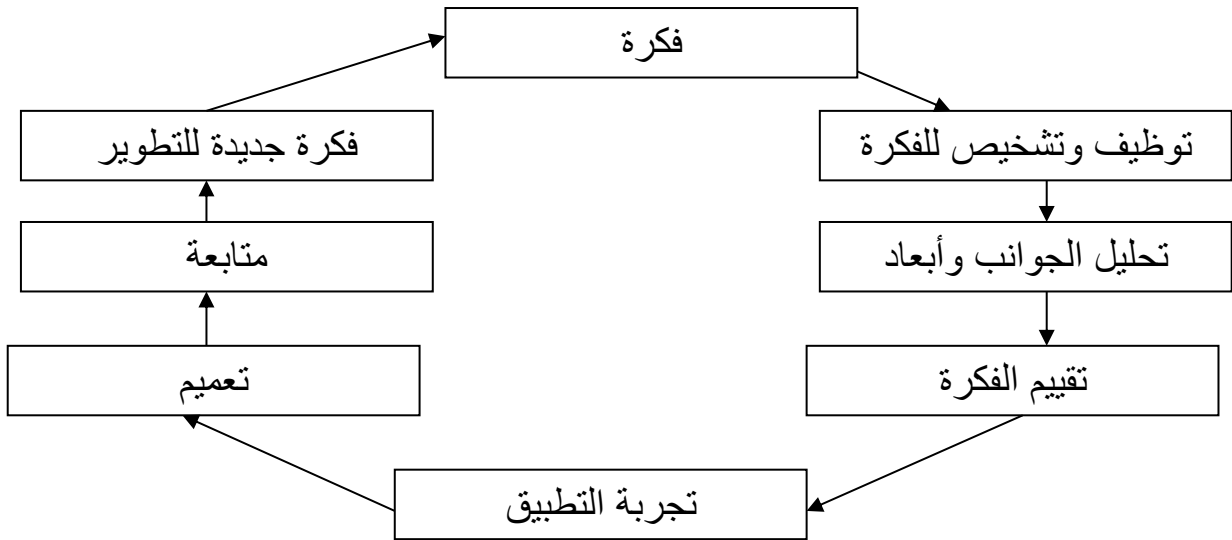 فكرة
توظيف وتشخيص للفكرة
تحليل الجوانب وأبعاد
تقييم الفكرة
تجربة التطبيق
تعميم
متابعة
فكرة جديدة للتطوير